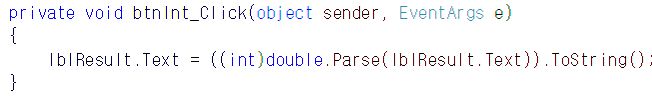 private void btnInt_Click(object sender, EventArgs e)
{
lblResult.Text = ((int)double.Parse(lblResult.Text)).ToString();
}